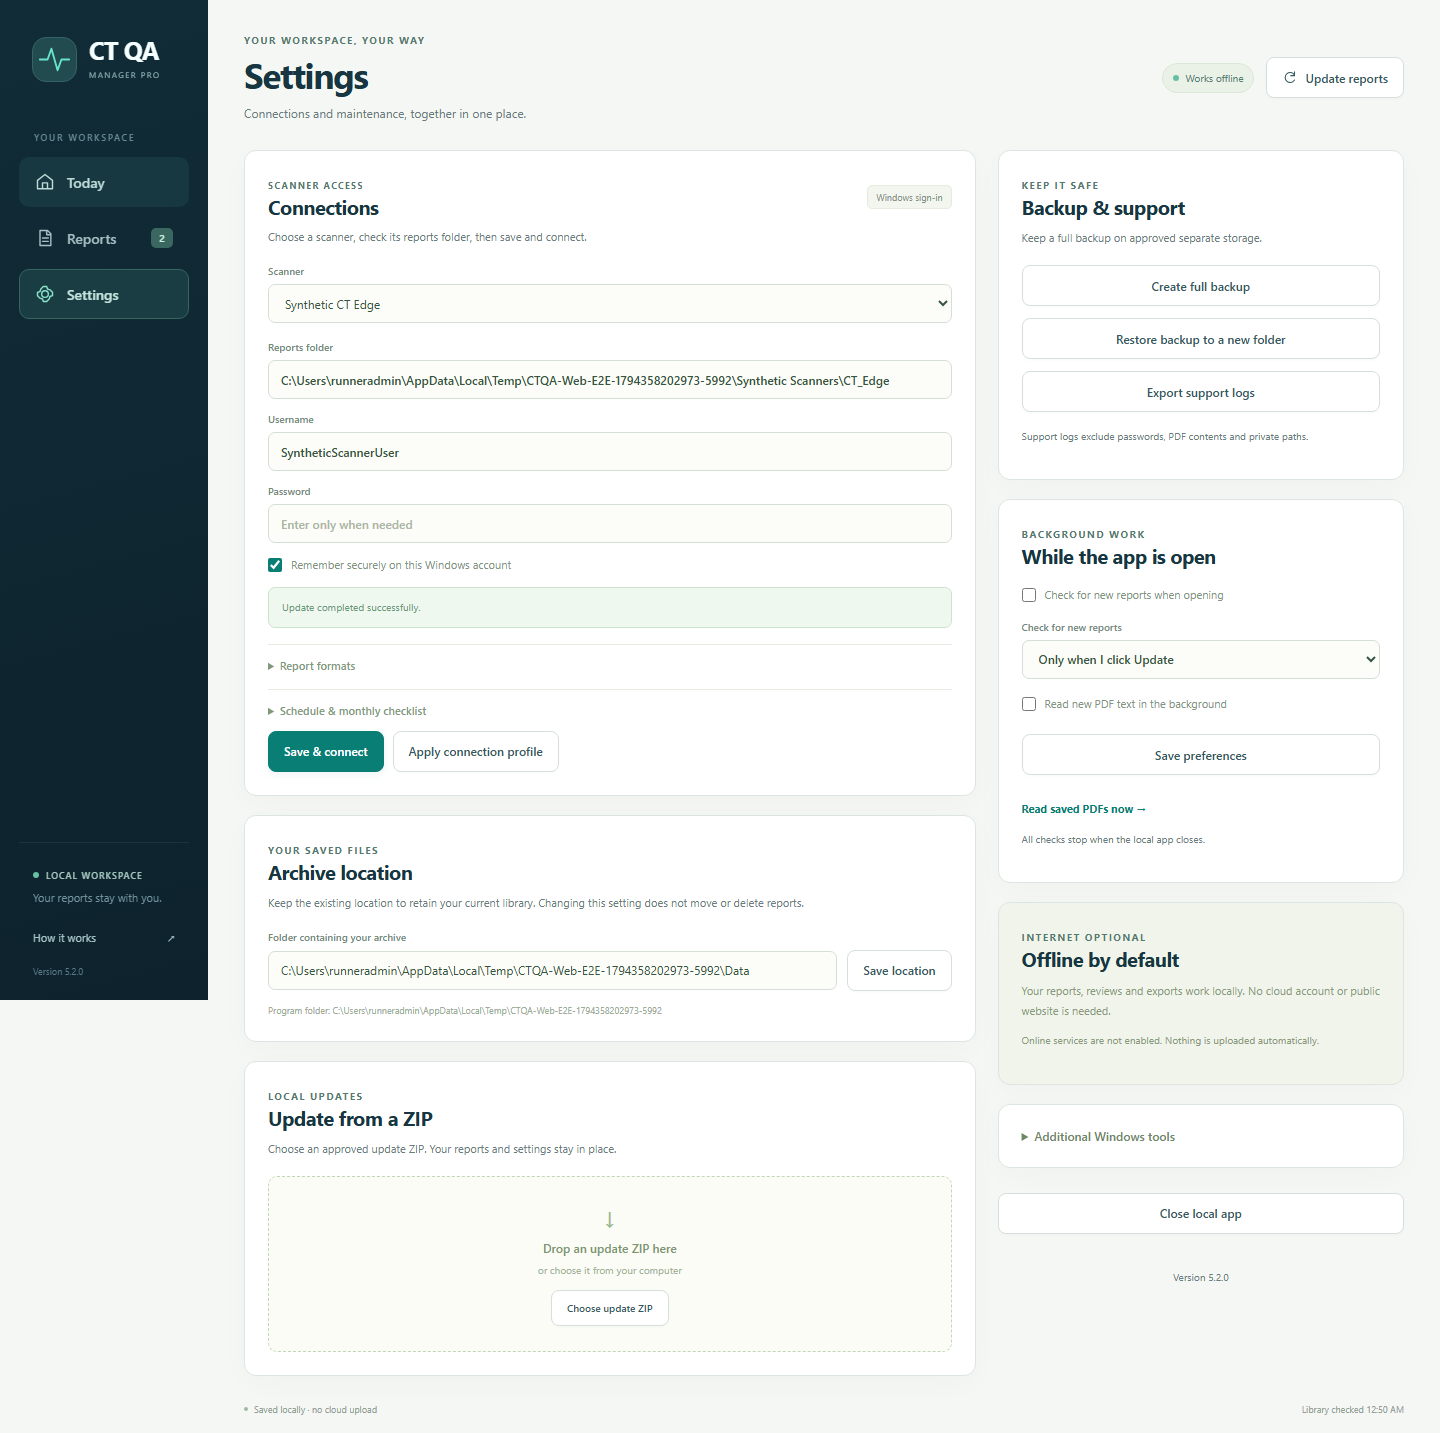 CT QA
MANAGER PRO
YOUR WORKSPACE
Today
Reports
2
Settings
LOCAL WORKSPACE
Your reports stay with you.
How it works ↗
Version 5.2.0
YOUR WORKSPACE, YOUR WAY
Settings
Connections and maintenance, together in one place.
Works offline
Update reports
SCANNER ACCESS
Connections
Windows sign-in
Choose a scanner, check its reports folder, then save and connect.
Scanner
Synthetic CT Edge
Reports folder
C:\Users\runneradmin\AppData\Local\Temp\CTQA-Web-E2E-1794358202973-5992\Synthetic Scanners\CT_Edge
Username
SyntheticScannerUser
Password
Enter only when needed
Remember securely on this Windows account
Update completed successfully.
Report formats
Schedule & monthly checklist
Save & connect
Apply connection profile
YOUR SAVED FILES
Archive location
Keep the existing location to retain your current library. Changing this setting does not move or delete reports.
Folder containing your archive
C:\Users\runneradmin\AppData\Local\Temp\CTQA-Web-E2E-1794358202973-5992\Data
Save location
Program folder: C:\Users\runneradmin\AppData\Local\Temp\CTQA-Web-E2E-1794358202973-5992
LOCAL UPDATES
Update from a ZIP
Choose an approved update ZIP. Your reports and settings stay in place.
↓
Drop an update ZIP here
or choose it from your computer
Choose update ZIP
KEEP IT SAFE
Backup & support
Keep a full backup on approved separate storage.
Create full backup
Restore backup to a new folder
Export support logs
Support logs exclude passwords, PDF contents and private paths.
BACKGROUND WORK
While the app is open
Check for new reports when opening
Check for new reports
Only when I click Update
Read new PDF text in the background
Save preferences
Read saved PDFs now →
All checks stop when the local app closes.
INTERNET OPTIONAL
Offline by default
Your reports, reviews and exports work locally. No cloud account or public
website is needed.
Online services are not enabled. Nothing is uploaded automatically.
Additional Windows tools
Close local app
Version 5.2.0
Saved locally · no cloud upload
Library checked 12:50 AM